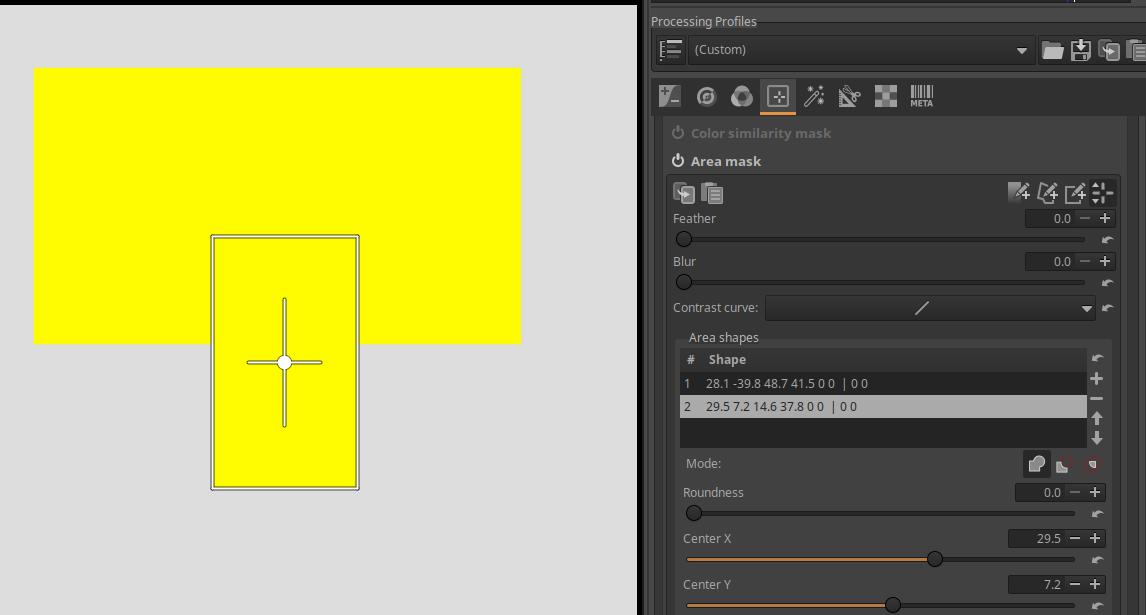 Processing Profiles
(Custom)
META
Color similarity mask
Area mask
Feather 0.0
Blur 0.0
Contrast curve:
Area shapes
# Shape
1 28.1 -39.8 48.7 41.5 0 0 | 0 0
2 29.5 7.2 14.6 37.8 0 0 | 0 0
Mode:
Roundness 0.0
Center X 29.5
Center Y 7.2